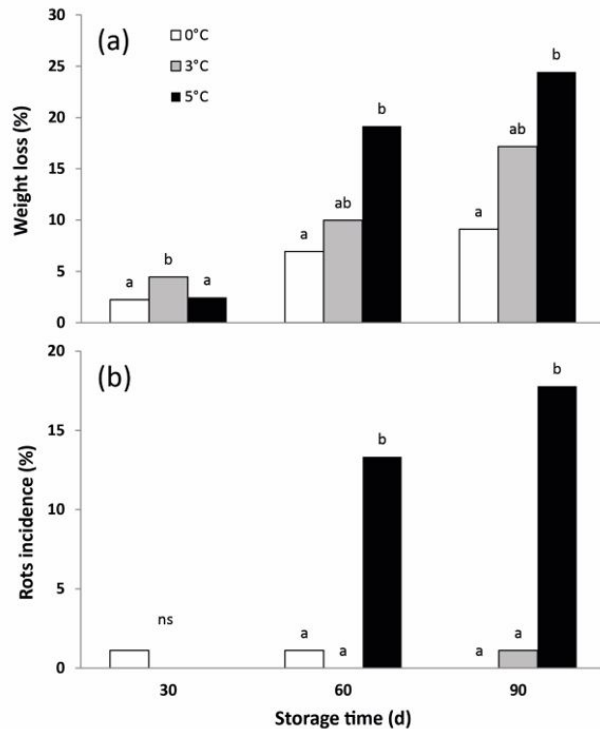 (a)
0°C
3°C
5°C
Weight loss (%)
30
25
20
15
10
5
0
a
b
a
a
ab
b
a
ab
b
(b)
Rots incidence (%)
20
15
10
5
0
ns
a
a
b
a
a
b
30
60
90
Storage time (d)